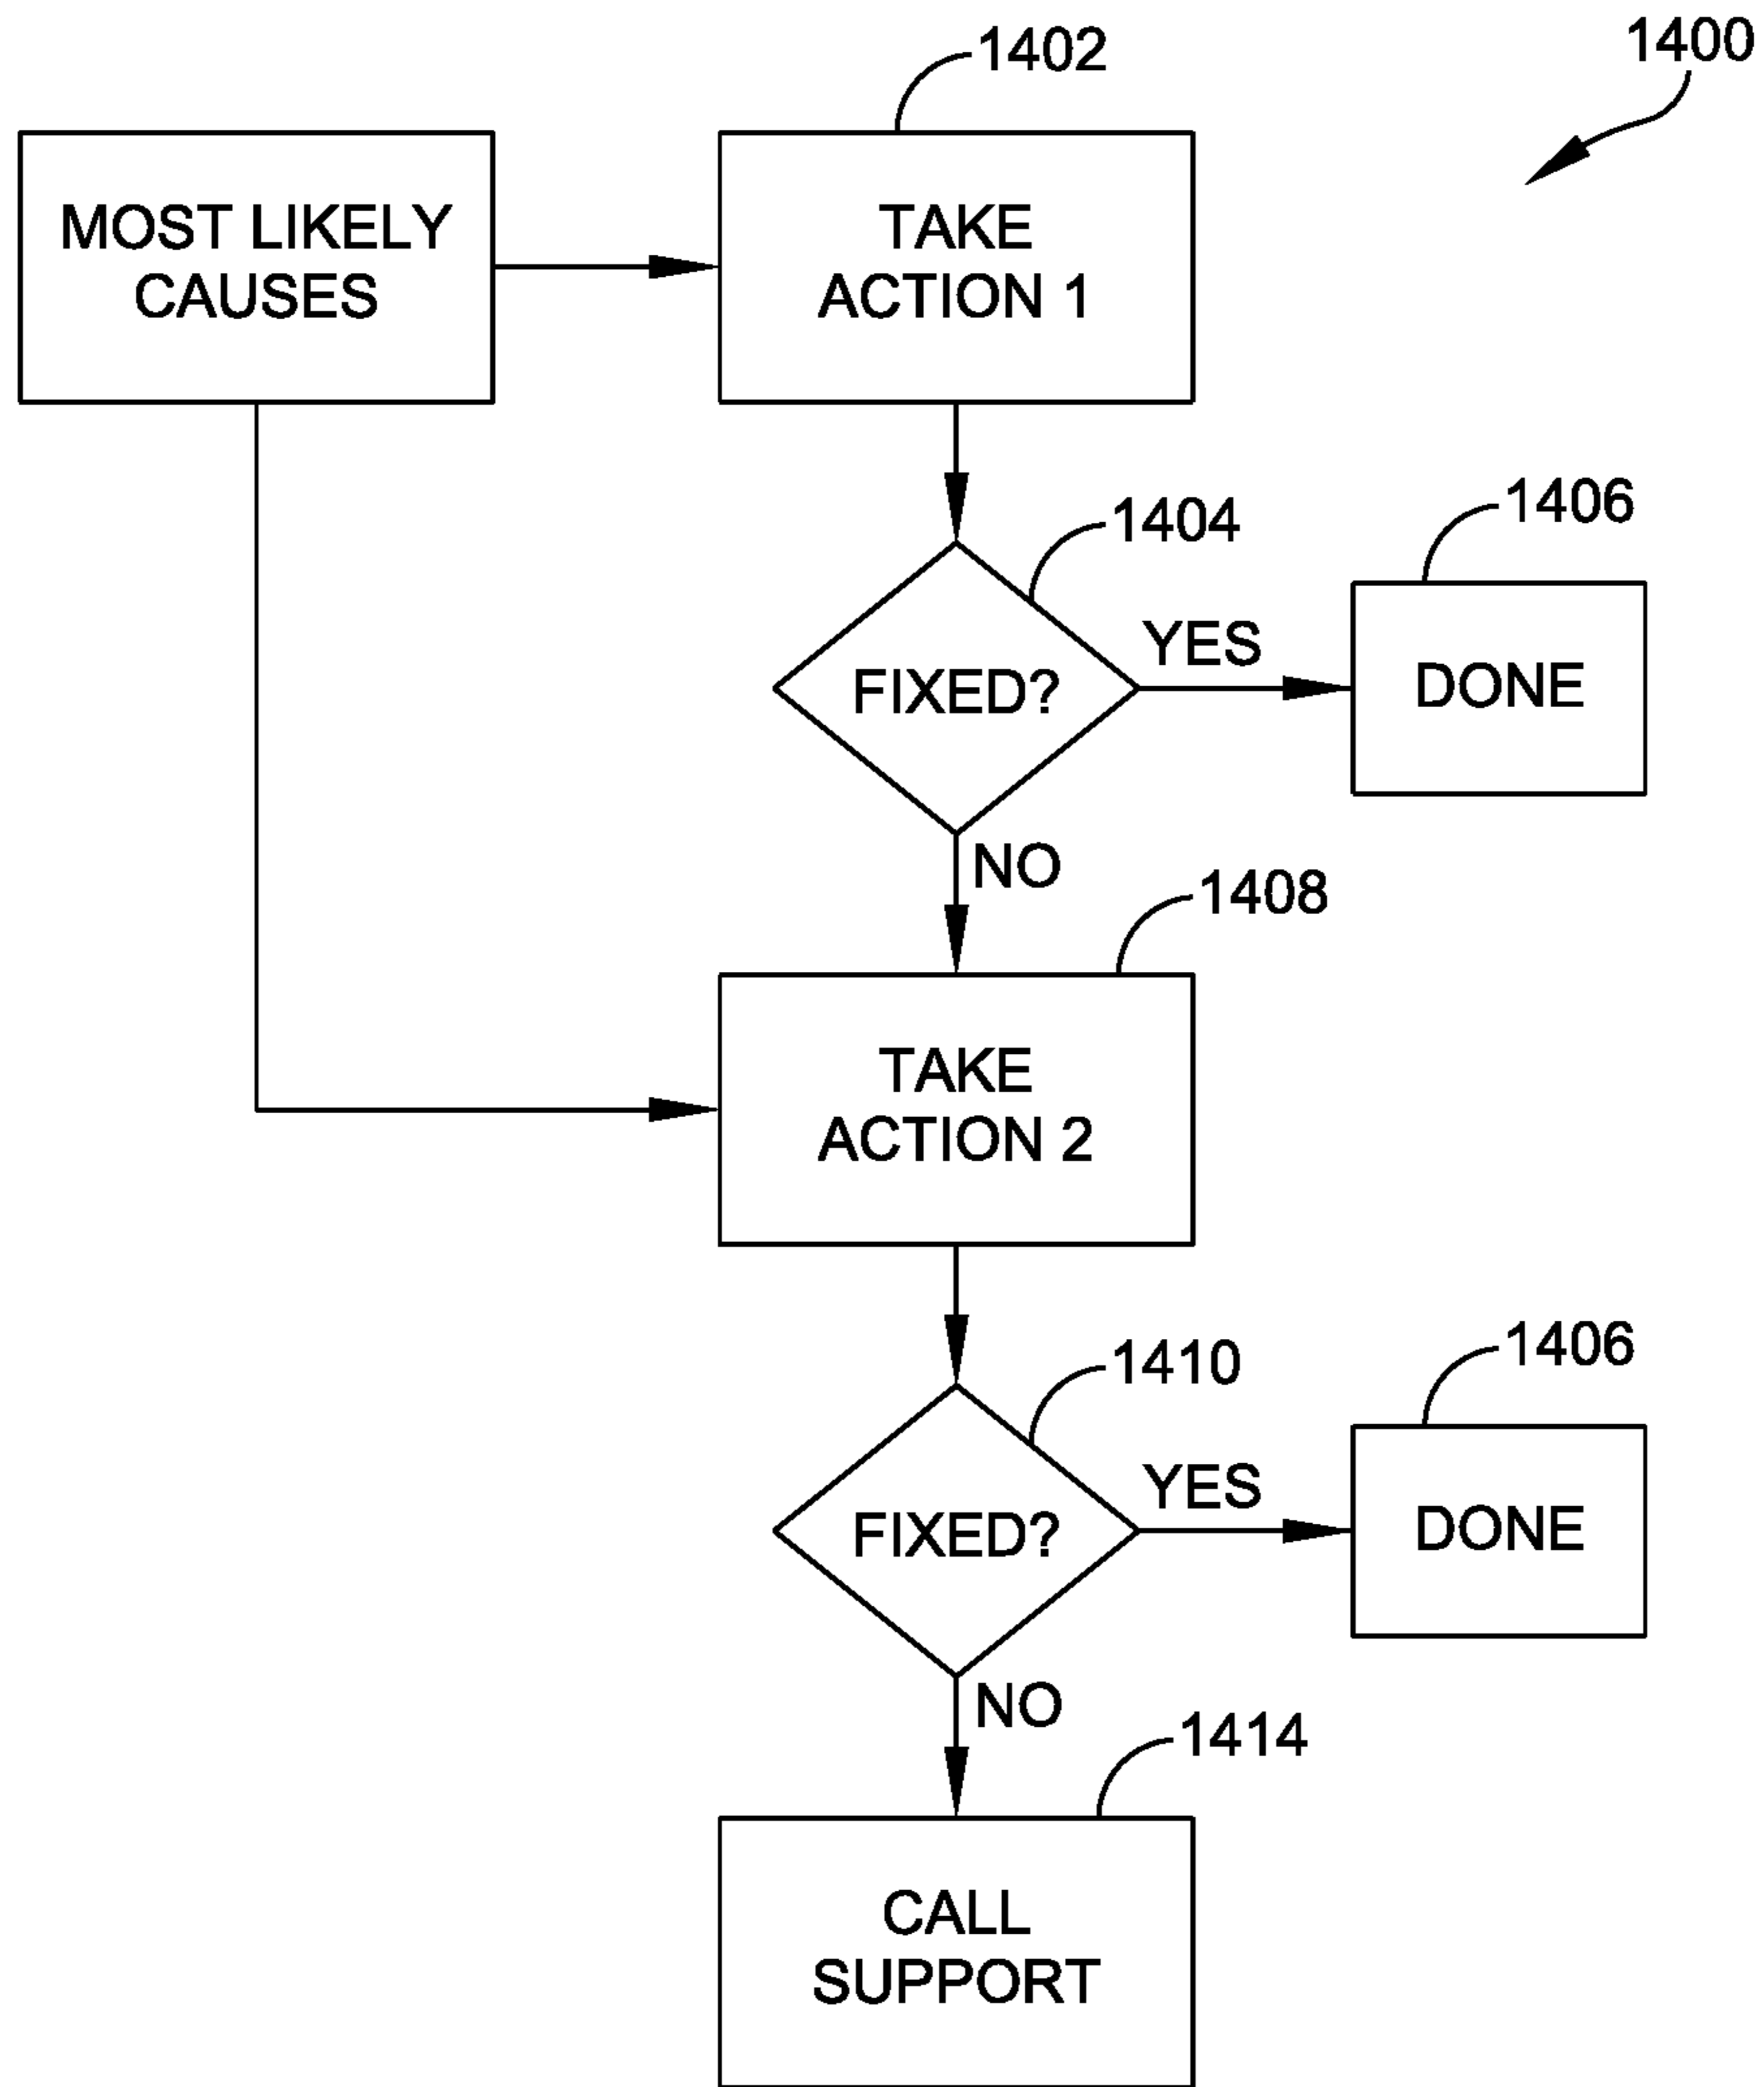 1400
1402
MOST LIKELY
CAUSES
TAKE
ACTION 1
1404
1406
FIXED?
YES
DONE
NO
1408
TAKE
ACTION 2
1410
1406
FIXED?
YES
DONE
NO
1414
CALL
SUPPORT